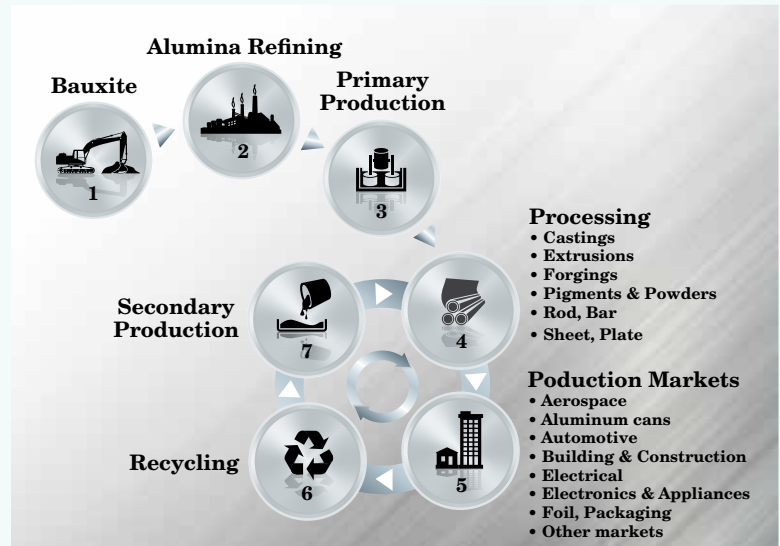 Alumina Refining
Bauxite
Primary
Production
1
2
3
Processing
• Castings
• Extrusions
• Forgings
• Pigments & Powders
• Rod, Bar
• Sheet, Plate
Secondary
Production
7
4
Poduction Markets
• Aerospace
• Aluminum cans
• Automotive
• Building & Construction
• Electrical
• Electronics & Appliances
• Foil, Packaging
• Other markets
Recycling
6
5